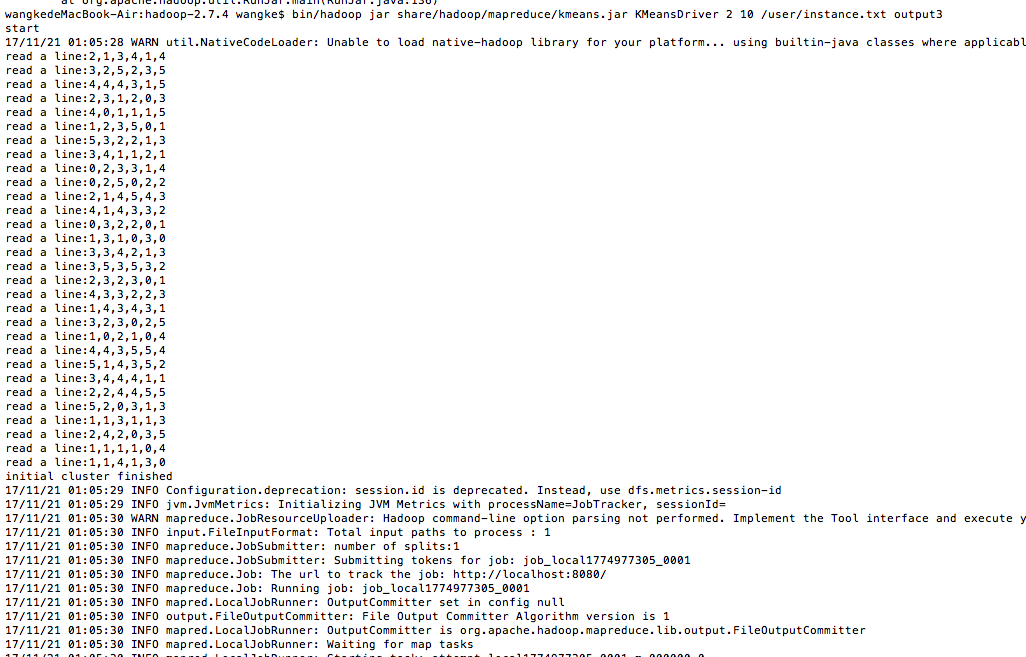 at org.apache.hadoop.util.RunJar.main(RunJar.java:136)
wangkedeMacBook-Air:hadoop-2.7.4 wangke$ bin/hadoop jar share/hadoop/mapreduce/kmeans.jar KMeansDriver 2 10 /user/instance.txt output3
start
17/11/21 01:05:28 WARN util.NativeCodeLoader: Unable to load native-hadoop library for your platform... using builtin-java classes where applicabl
read a line:2,1,3,4,1,4
read a line:3,2,5,2,3,5
read a line:4,4,4,3,1,5
read a line:2,3,1,2,0,3
read a line:4,0,1,1,1,5
read a line:1,2,3,5,0,1
read a line:5,3,2,2,1,3
read a line:3,4,1,1,2,1
read a line:0,2,3,3,1,4
read a line:0,2,5,0,2,2
read a line:2,1,4,5,4,3
read a line:4,1,4,3,3,2
read a line:0,3,2,2,0,1
read a line:1,3,1,0,3,0
read a line:3,3,4,2,1,3
read a line:3,5,3,5,3,2
read a line:2,3,2,3,0,1
read a line:4,3,3,2,2,3
read a line:1,4,3,4,3,1
read a line:3,2,3,0,2,5
read a line:1,0,2,1,0,4
read a line:4,4,3,5,5,4
read a line:5,1,4,3,5,2
read a line:3,4,4,4,1,1
read a line:2,2,4,4,5,5
read a line:5,2,0,3,1,3
read a line:1,1,3,1,1,3
read a line:2,4,2,0,3,5
read a line:1,1,1,1,0,4
read a line:1,1,4,1,3,0
initial cluster finished
17/11/21 01:05:29 INFO Configuration.deprecation: session.id is deprecated. Instead, use dfs.metrics.session-id
17/11/21 01:05:29 INFO jvm.JvmMetrics: Initializing JVM Metrics with processName=JobTracker, sessionId=
17/11/21 01:05:30 WARN mapreduce.JobResourceUploader: Hadoop command-line option parsing not performed. Implement the Tool interface and execute y
17/11/21 01:05:30 INFO input.FileInputFormat: Total input paths to process : 1
17/11/21 01:05:30 INFO mapreduce.JobSubmitter: number of splits:1
17/11/21 01:05:30 INFO mapreduce.JobSubmitter: Submitting tokens for job: job_local1774977305_0001
17/11/21 01:05:30 INFO mapreduce.Job: The url to track the job: http://localhost:8080/
17/11/21 01:05:30 INFO mapreduce.Job: Running job: job_local1774977305_0001
17/11/21 01:05:30 INFO mapred.LocalJobRunner: OutputCommitter set in config null
17/11/21 01:05:30 INFO output.FileOutputCommitter: File Output Committer Algorithm version is 1
17/11/21 01:05:30 INFO mapred.LocalJobRunner: OutputCommitter is org.apache.hadoop.mapreduce.lib.output.FileOutputCommitter
17/11/21 01:05:30 INFO mapred.LocalJobRunner: Waiting for map tasks
17/11/21 01:05:30 INFO mapred.LocalJobRunner: Starting task: attempt_local1774977305_0001_m_000000_0